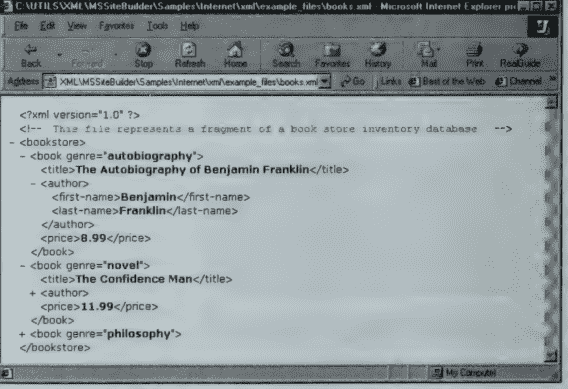 C:\UTILS\XML\MSSiteBuilder\Samples\Internet\xml\example_files\books.xml - Microsoft Internet Explorer
File Edit View Favorites Tools Help
Back Forward Stop Refresh Home Search Favorites History Mail Print RealGuide
Address XML\MSSiteBuilder\Samples\Internet\xml\example_files\books.xml Go Links Best of the Web Channel
<?xml version="1.0" ?>
<!-- This file represents a fragment of a book store inventory database -->
- <bookstore>
- <book genre="autobiography">
<title>The Autobiography of Benjamin Franklin</title>
- <author>
<first-name>Benjamin</first-name>
<last-name>Franklin</last-name>
</author>
<price>8.99</price>
</book>
- <book genre="novel">
<title>The Confidence Man</title>
+ <author>
<price>11.99</price>
</book>
+ <book genre="philosophy">
</bookstore>
My Computer